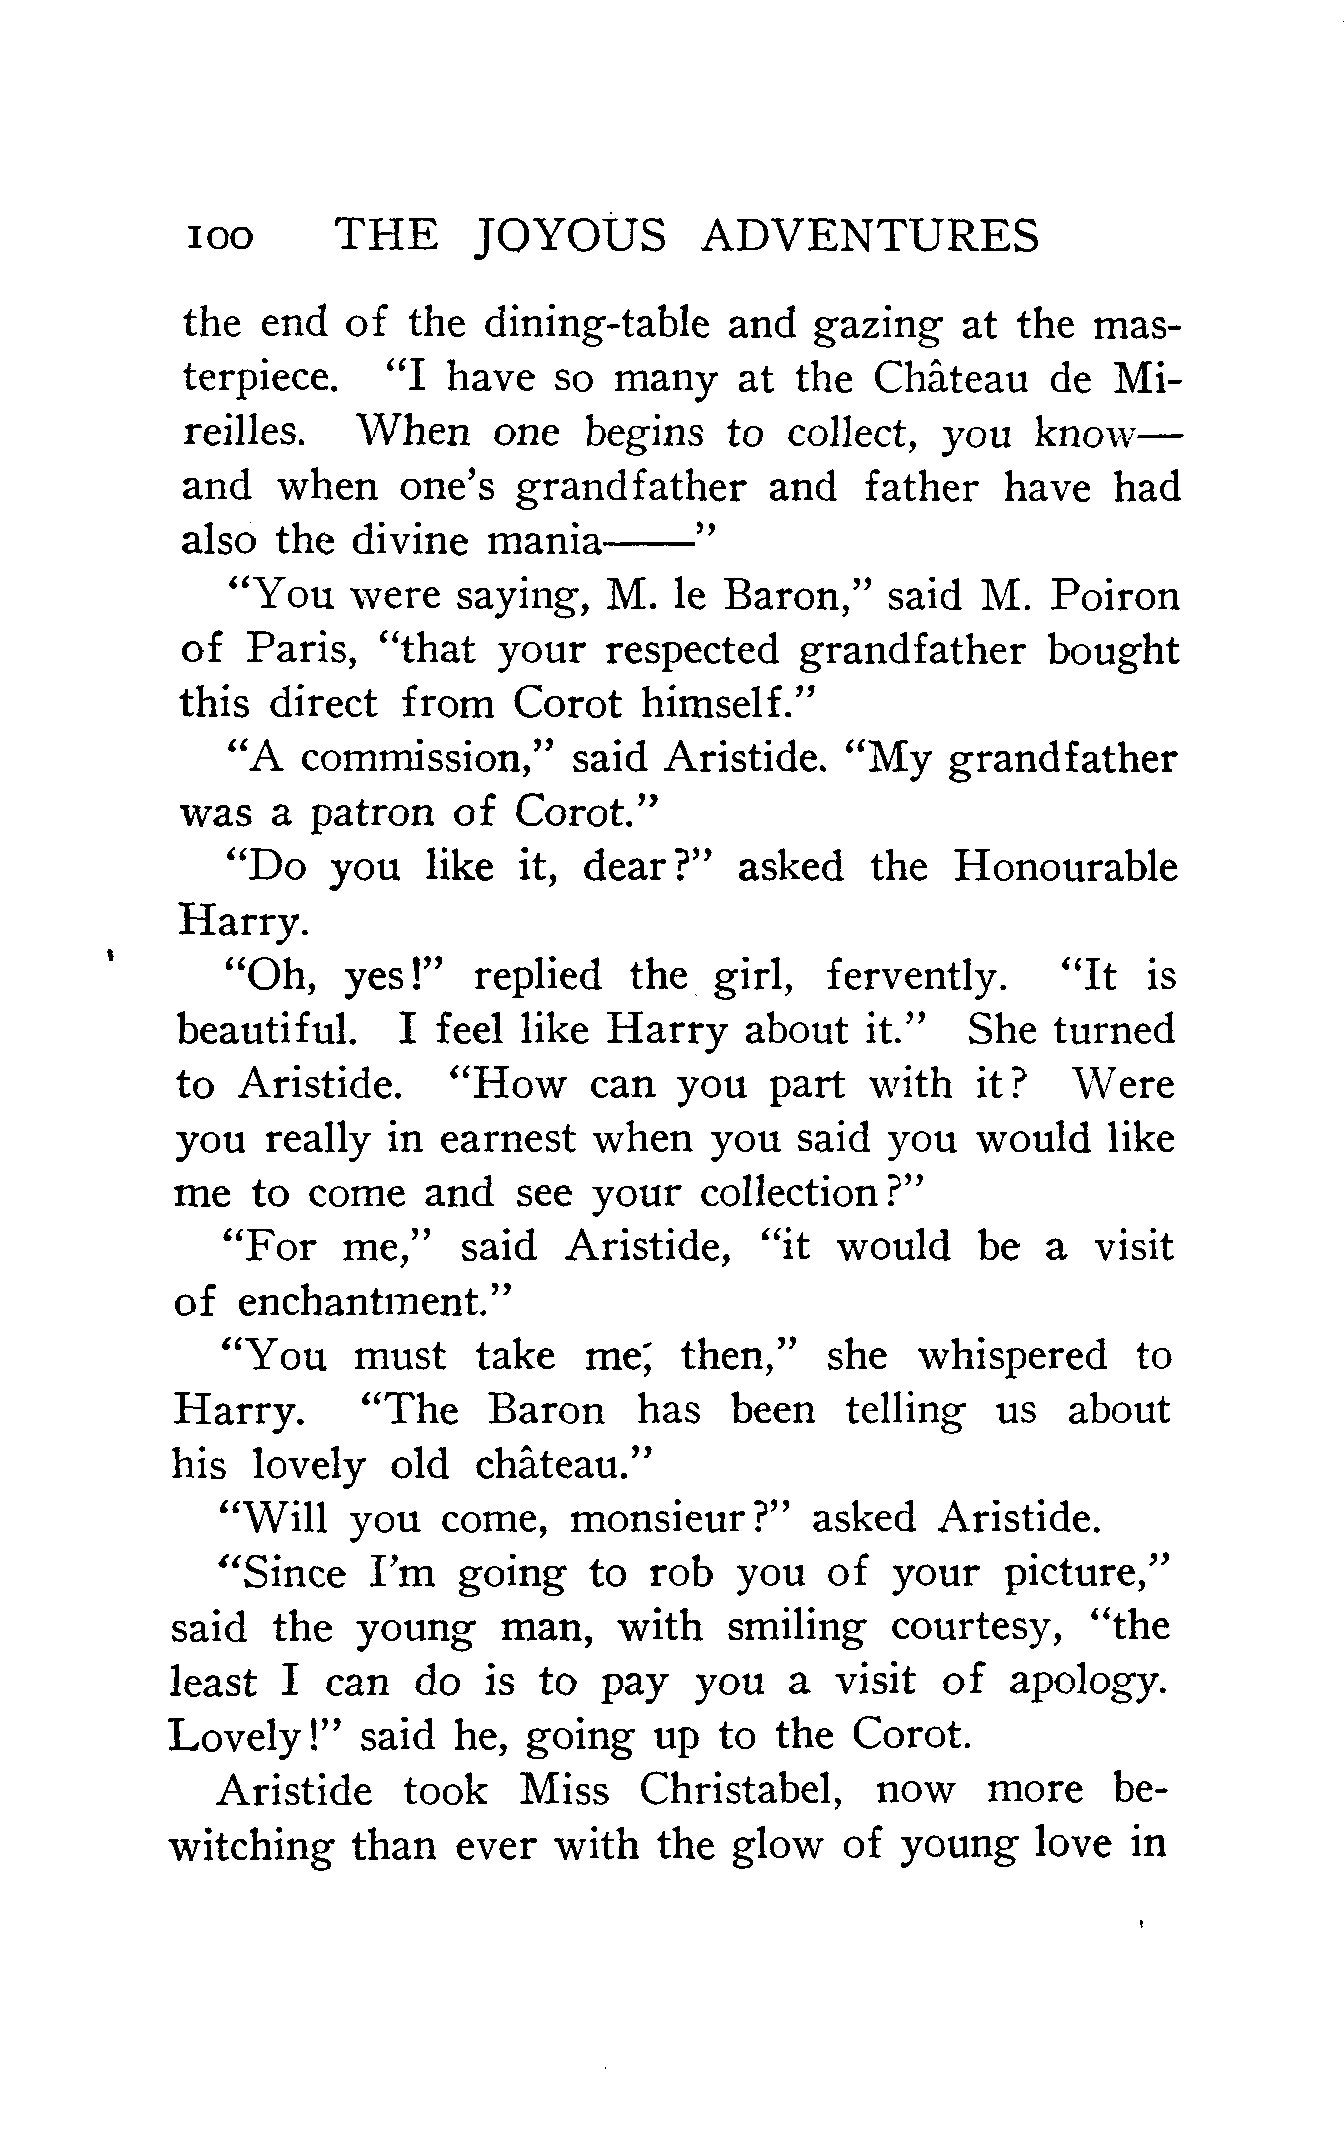 100 THE JOYOUS ADVENTURES
the end of the dining-table and gazing at the mas-
terpiece. “I have so many at the Château de Mi-
reilles. When one begins to collect, you know—
and when one’s grandfather and father have had
also the divine mania——”
“You were saying, M. le Baron,” said M. Poiron
of Paris, “that your respected grandfather bought
this direct from Corot himself.”
“A commission,” said Aristide. “My grandfather
was a patron of Corot.”
“Do you like it, dear?” asked the Honourable
Harry.
“Oh, yes!” replied the girl, fervently. “It is
beautiful. I feel like Harry about it.” She turned
to Aristide. “How can you part with it? Were
you really in earnest when you said you would like
me to come and see your collection?”
“For me,” said Aristide, “it would be a visit
of enchantment.”
“You must take me, then,” she whispered to
Harry. “The Baron has been telling us about
his lovely old château.”
“Will you come, monsieur?” asked Aristide.
“Since I’m going to rob you of your picture,”
said the young man, with smiling courtesy, “the
least I can do is to pay you a visit of apology.
Lovely!” said he, going up to the Corot.
Aristide took Miss Christabel, now more be-
witching than ever with the glow of young love in